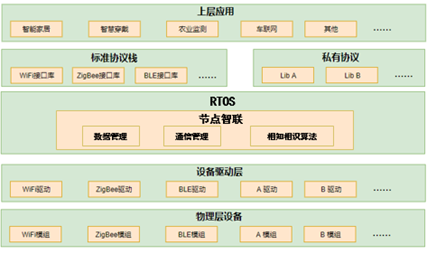 上层应用
智能家居 智慧穿戴 农业监测 车联网 其他 ……
标准协议栈 私有协议
WiFi接口库 ZigBee接口库 BLE接口库 …… Lib A Lib B ……
RTOS
节点智联
数据管理 通信管理 相知相识算法
设备驱动层
WiFi驱动 ZigBee驱动 BLE驱动 A 驱动 B 驱动 ……
物理层设备
WiFi模组 ZigBee模组 BLE模组 A 模组 B 模组 ……